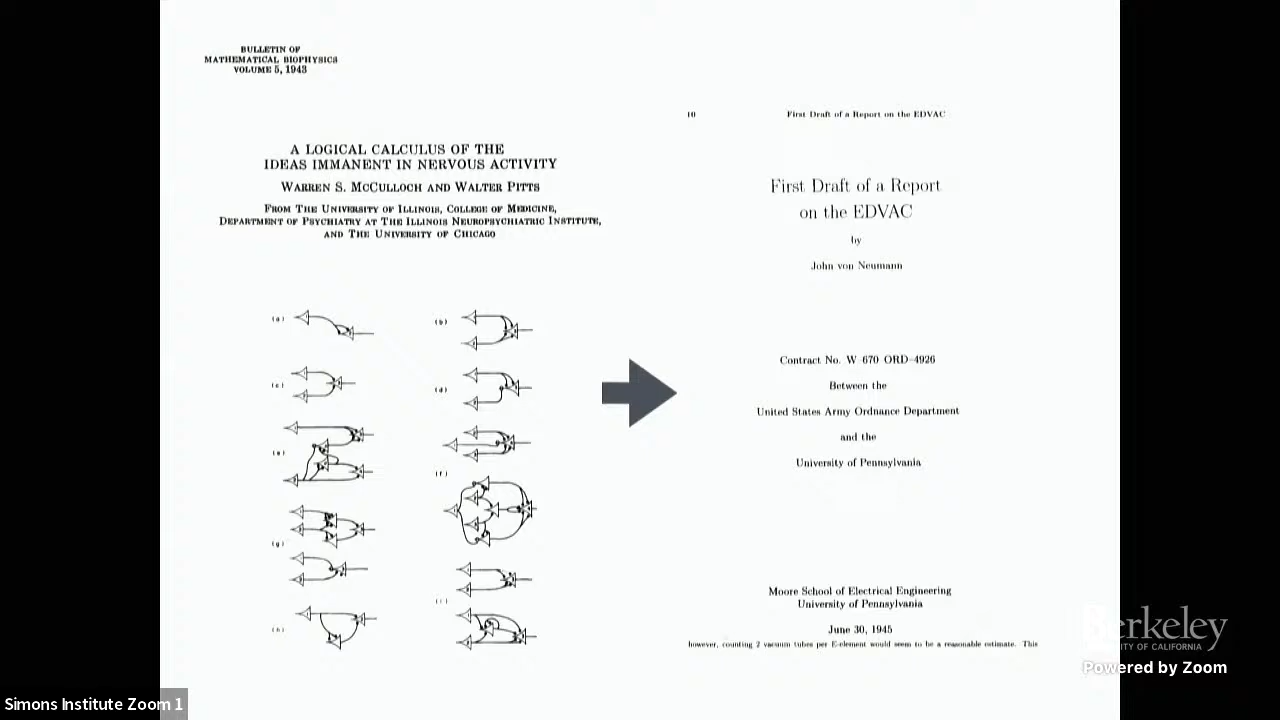 BULLETIN OF
MATHEMATICAL BIOPHYSICS
VOLUME 5, 1943
A LOGICAL CALCULUS OF THE
IDEAS IMMANENT IN NERVOUS ACTIVITY
WARREN S. MCCULLOCH AND WALTER PITTS
FROM THE UNIVERSITY OF ILLINOIS, COLLEGE OF MEDICINE,
DEPARTMENT OF PSYCHIATRY AT THE ILLINOIS NEUROPSYCHIATRIC INSTITUTE,
AND THE UNIVERSITY OF CHICAGO
(a)
(b)
(c)
(d)
(e)
(f)
(g)
(h)
(i)
10 First Draft of a Report on the EDVAC
First Draft of a Report
on the EDVAC
by
John von Neumann
Contract No. W 670 ORD-4926
Between the
United States Army Ordnance Department
and the
University of Pennsylvania
Moore School of Electrical Engineering
University of Pennsylvania
June 30, 1945
however, counting 2 vacuum tubes per E-element would seem to be a reasonable estimate. This
Berkeley
UNIVERSITY OF CALIFORNIA
Powered by Zoom
Simons Institute Zoom 1